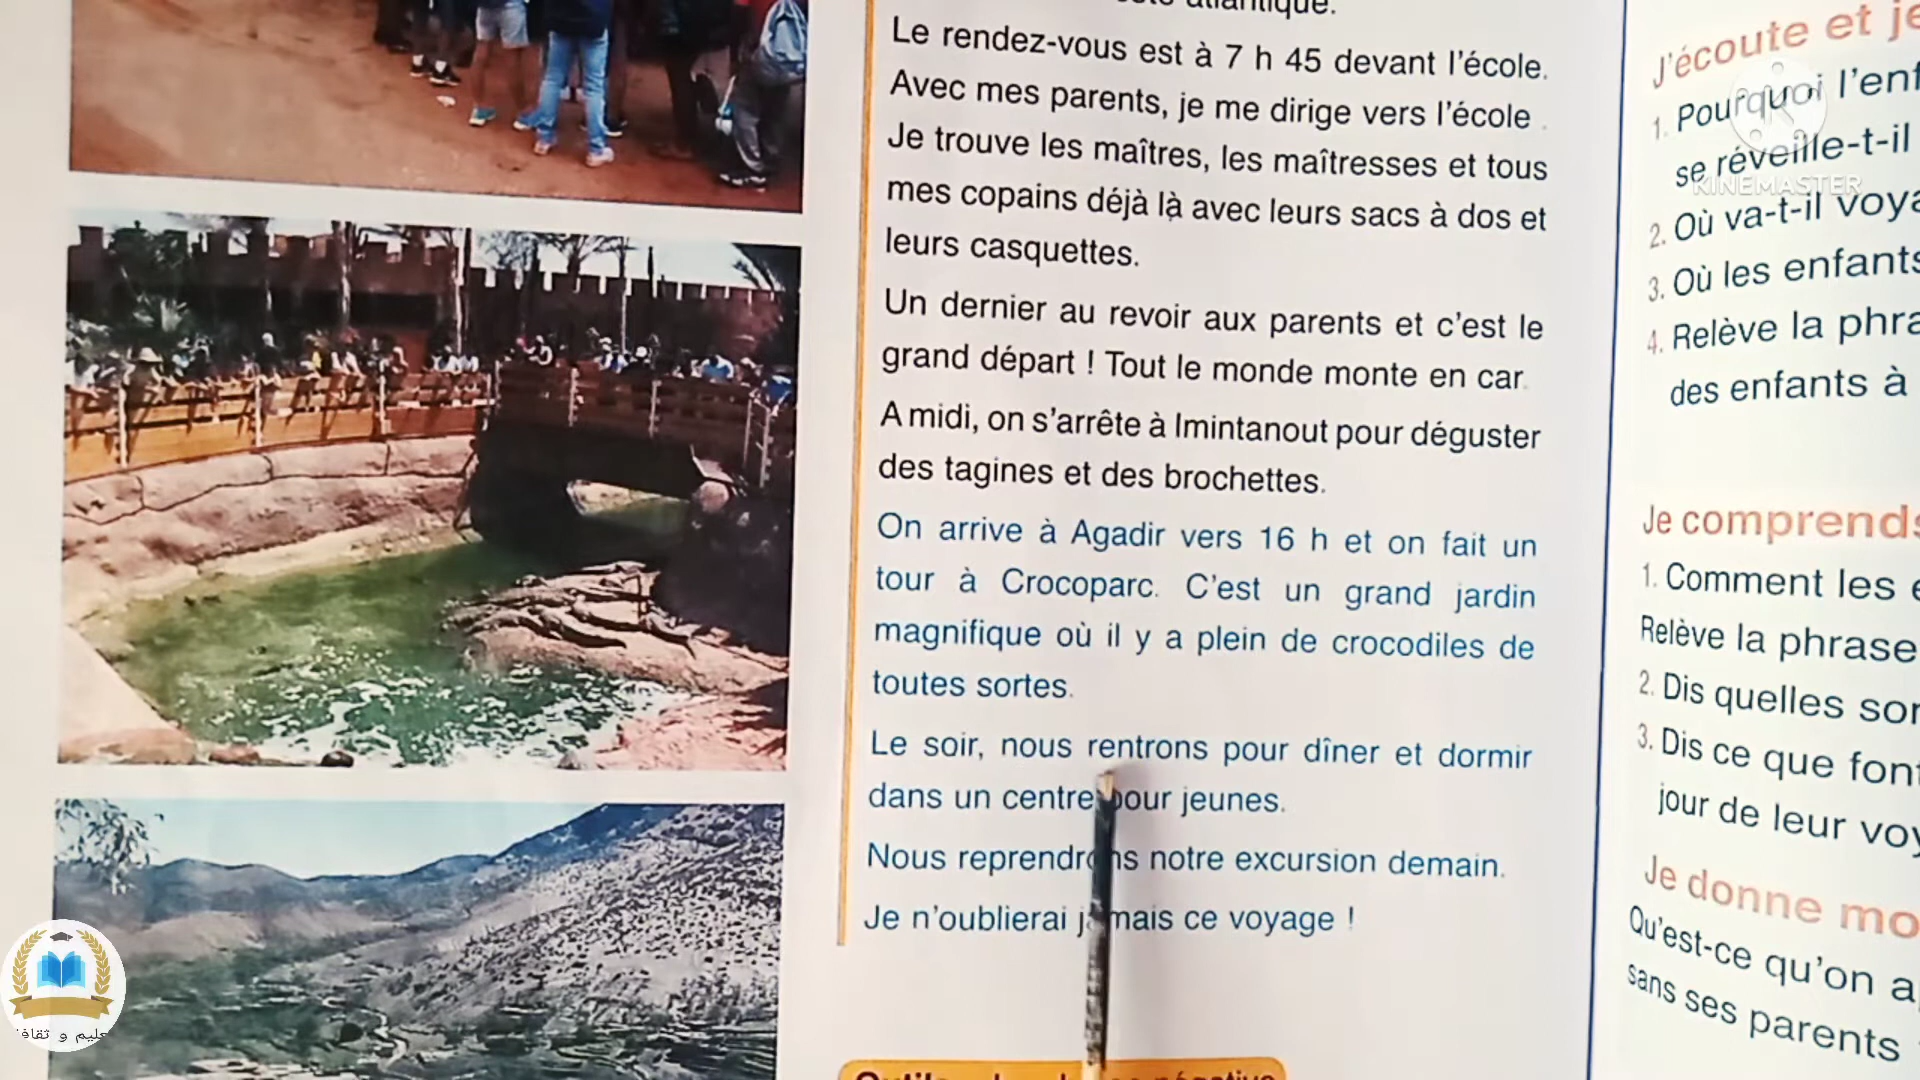 atlantique.
Le rendez-vous est à 7 h 45 devant l'école.
Avec mes parents, je me dirige vers l'école .
Je trouve les maîtres, les maîtresses et tous
mes copains déjà là avec leurs sacs à dos et
leurs casquettes.
Un dernier au revoir aux parents et c'est le
grand départ ! Tout le monde monte en car.
A midi, on s'arrête à Imintanout pour déguster
des tagines et des brochettes.
On arrive à Agadir vers 16 h et on fait un
tour à Crocoparc. C'est un grand jardin
magnifique où il y a plein de crocodiles de
toutes sortes.
Le soir, nous rentrons pour dîner et dormir
dans un centre pour jeunes.
Nous reprendrons notre excursion demain.
Je n'oublierai jamais ce voyage !
J'écoute et je
1. Pourquoi l'enf
se réveille-t-il
2. Où va-t-il voya
3. Où les enfants
4. Relève la phra
des enfants à
Je comprends
1. Comment les e
Relève la phrase
2. Dis quelles sor
3. Dis ce que font
jour de leur voy
Je donne mo
Qu'est-ce qu'on a
sans ses parents
KINEMASTER